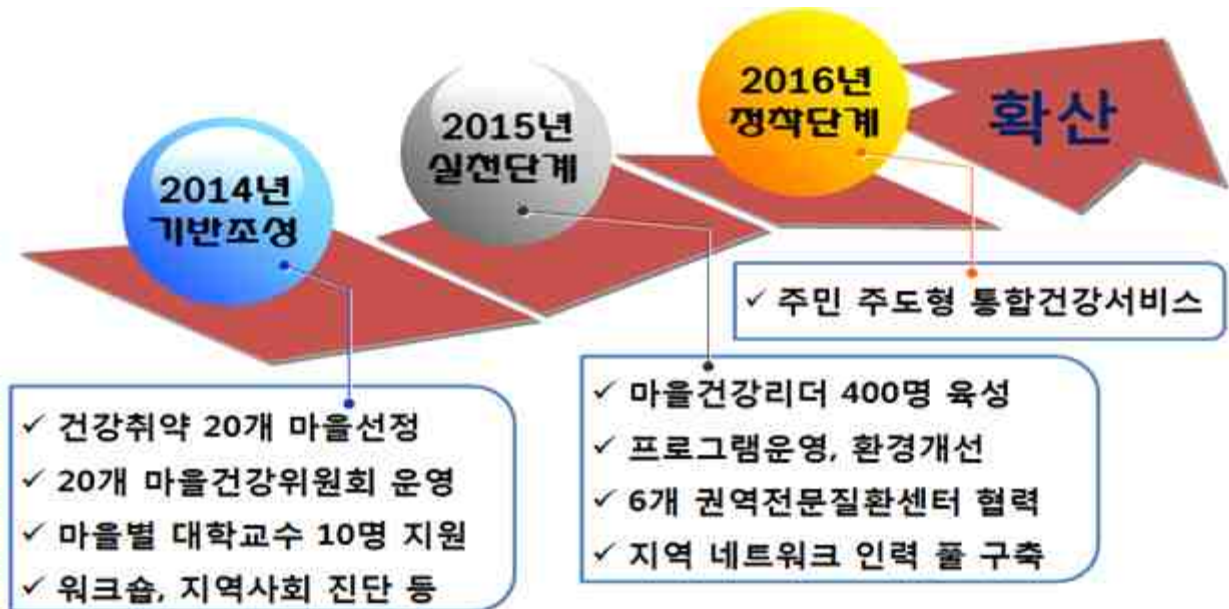 2014년
기반조성
2015년
실천단계
2016년
정착단계
확산
✓ 건강취약 20개 마을선정
✓ 20개 마을건강위원회 운영
✓ 마을별 대학교수 10명 지원
✓ 워크숍, 지역사회 진단 등
✓ 마을건강리더 400명 육성
✓ 프로그램운영, 환경개선
✓ 6개 권역전문질환센터 협력
✓ 지역 네트워크 인력 풀 구축
✓ 주민 주도형 통합건강서비스